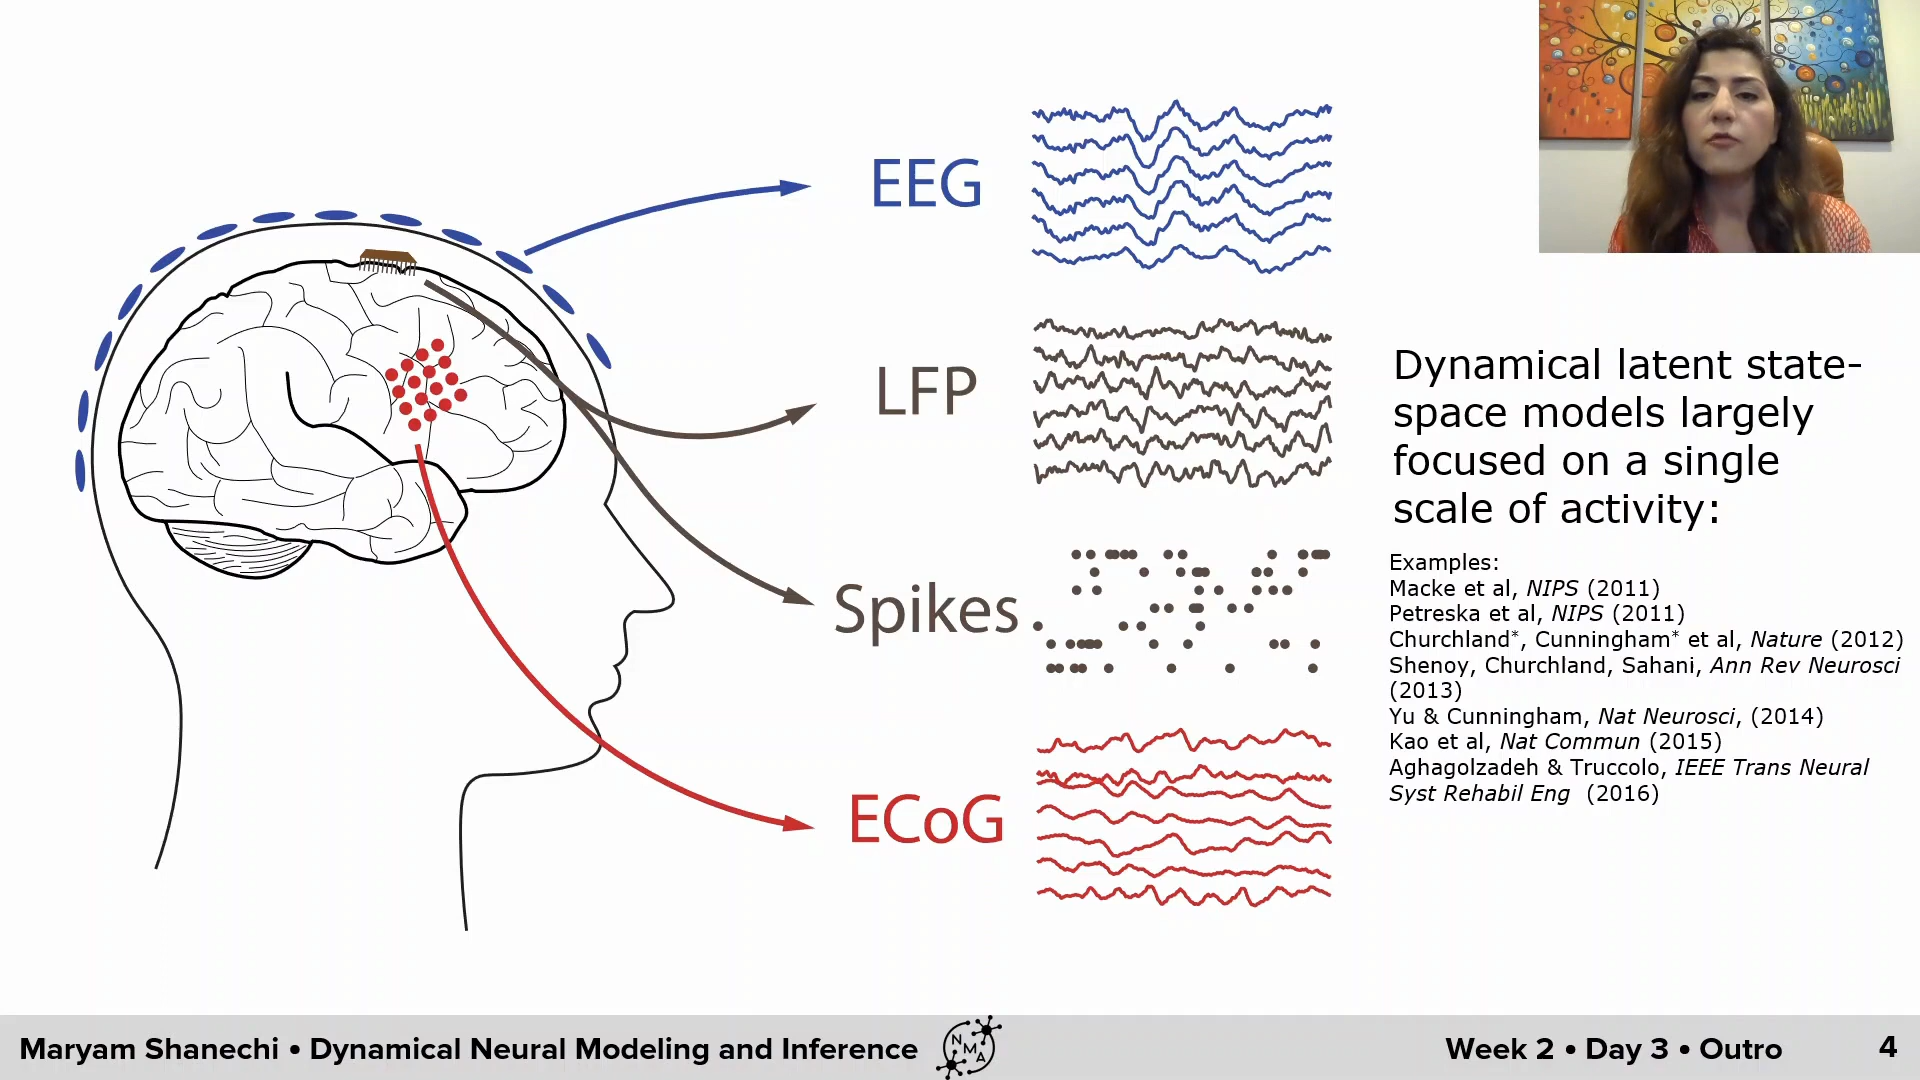 EEG
LFP
Spikes
ECoG
Dynamical latent state-
space models largely
focused on a single
scale of activity:
Examples:
Macke et al, NIPS (2011)
Petreska et al, NIPS (2011)
Churchland*, Cunningham* et al, Nature (2012)
Shenoy, Churchland, Sahani, Ann Rev Neurosci
(2013)
Yu & Cunningham, Nat Neurosci, (2014)
Kao et al, Nat Commun (2015)
Aghagolzadeh & Truccolo, IEEE Trans Neural
Syst Rehabil Eng (2016)
Maryam Shanechi • Dynamical Neural Modeling and Inference
NMA
Week 2 • Day 3 • Outro
4